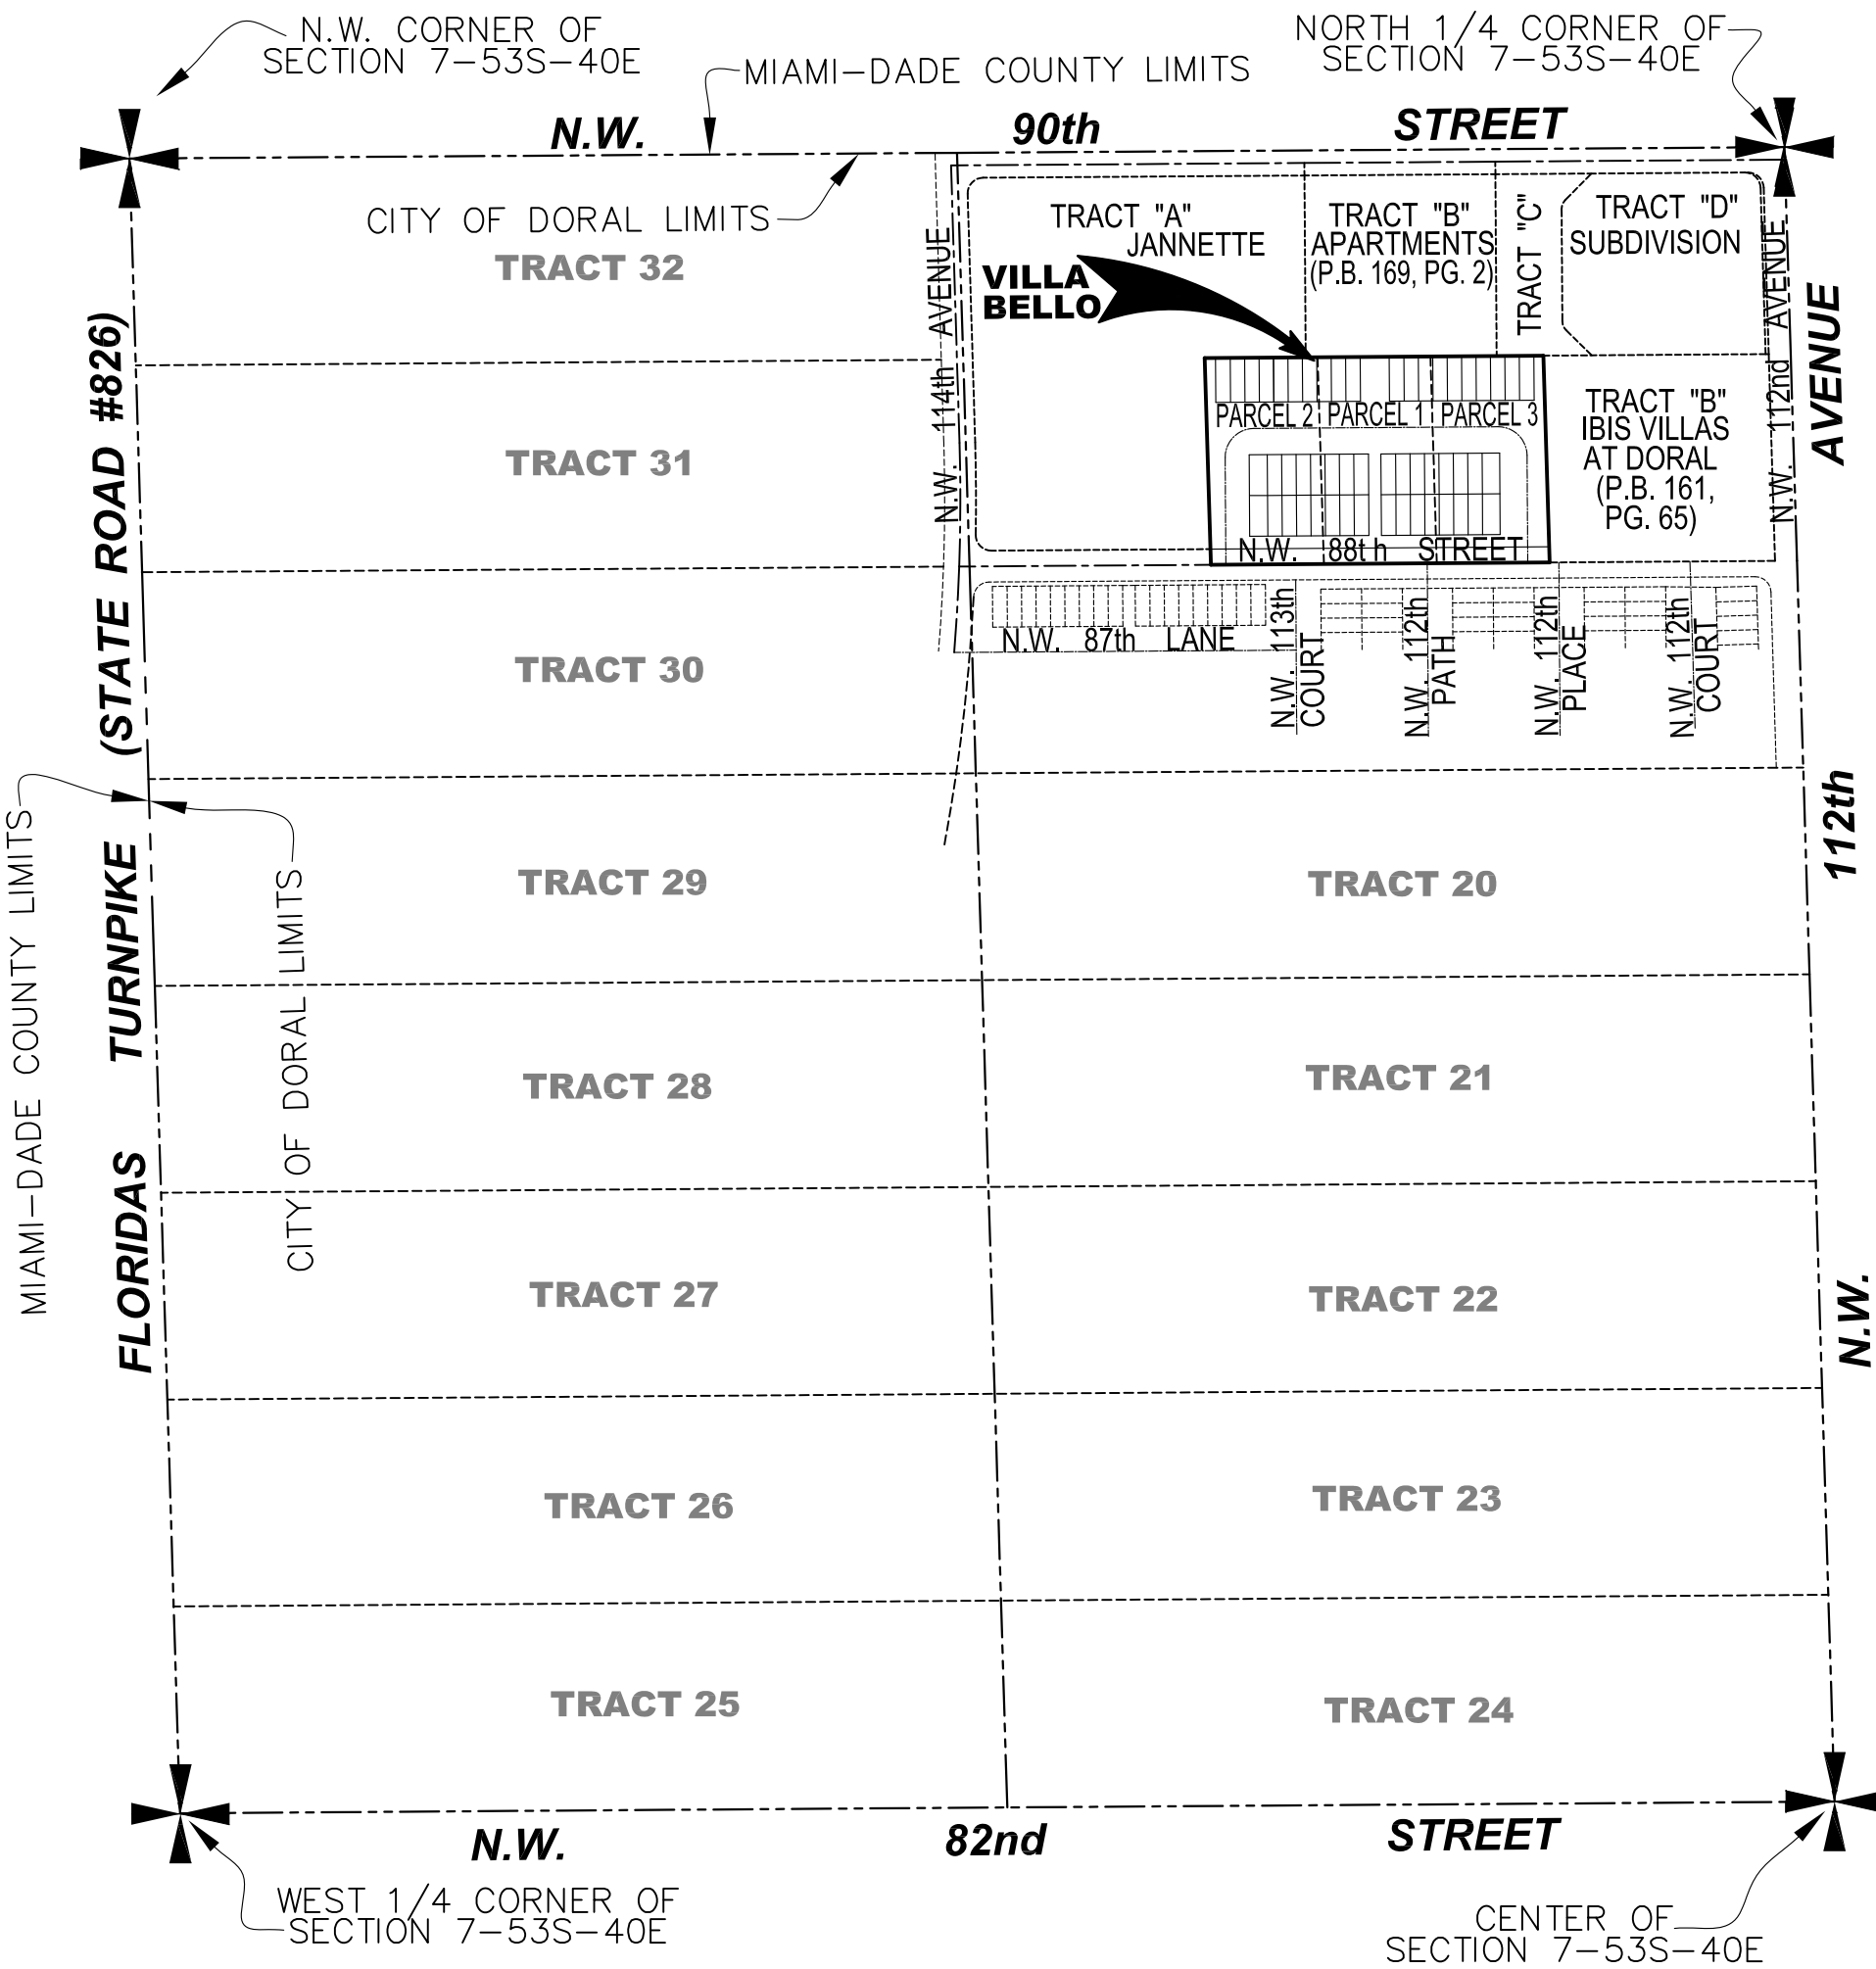 N.W. CORNER OF
SECTION 7-53S-40E
MIAMI-DADE COUNTY LIMITS
NORTH 1/4 CORNER OF
SECTION 7-53S-40E
N.W. 90th STREET
CITY OF DORAL LIMITS
TRACT 32
TRACT "A"
JANNETTE
TRACT "B"
APARTMENTS
(P.B. 169, PG. 2)
TRACT "C"
TRACT "D"
SUBDIVISION
VILLA
BELLO
N.W. 114th AVENUE
N.W. 112nd AVENUE
N.W. 112th AVENUE
FLORIDAS TURNPIKE (STATE ROAD #826)
TRACT 31
PARCEL 2
PARCEL 1
PARCEL 3
TRACT "B"
IBIS VILLAS
AT DORAL
(P.B. 161,
PG. 65)
N.W. 88th STREET
N.W. 87th LANE
N.W. 113th
COURT
N.W. 112th
PATH
N.W. 112th
PLACE
N.W. 112th
COURT
TRACT 30
MIAMI-DADE COUNTY LIMITS
CITY OF DORAL LIMITS
TRACT 29
TRACT 20
TRACT 28
TRACT 21
TRACT 27
TRACT 22
TRACT 26
TRACT 23
TRACT 25
TRACT 24
N.W. 82nd STREET
WEST 1/4 CORNER OF
SECTION 7-53S-40E
CENTER OF
SECTION 7-53S-40E